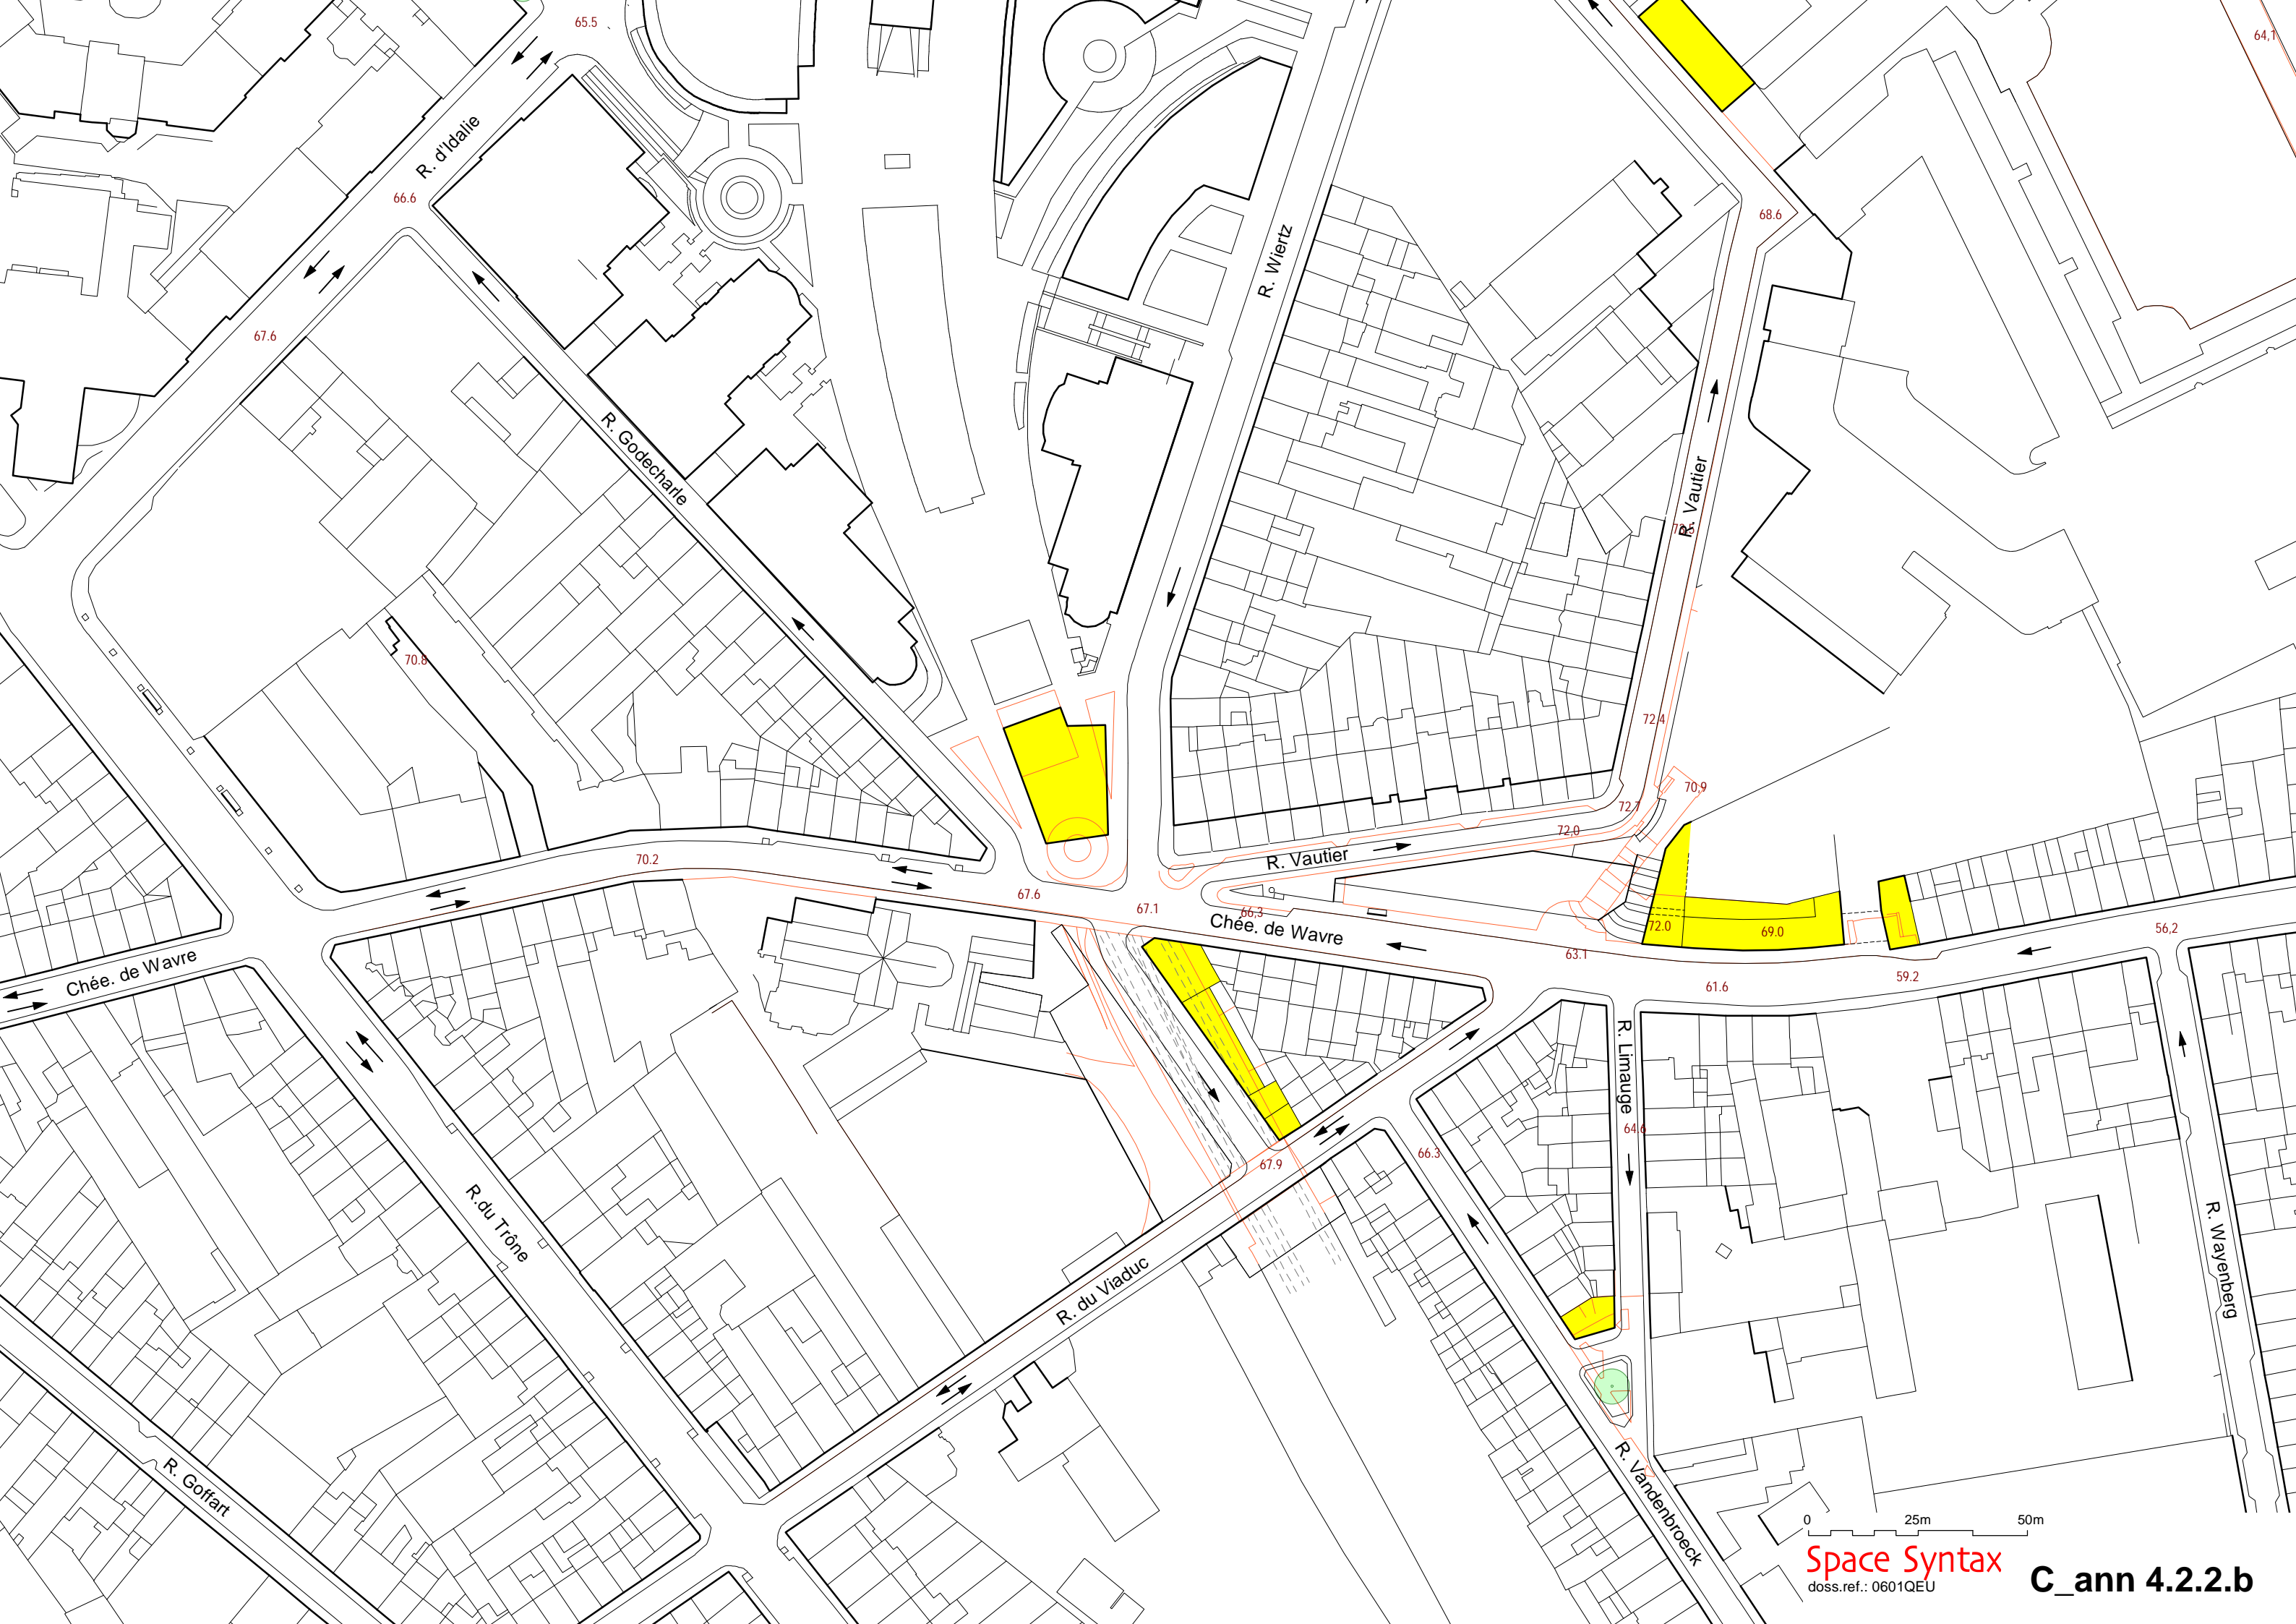 65.5
64,1
R. d'Idalie
66.6
68.6
R. Wiertz
67.6
R. Godecharle
R. Vautier
70.8
72.4
70,9
72.7
72,0
R. Vautier
70.2
67.6
67.1
66,3
Chée. de Wavre
72.0
69.0
56,2
63.1
59.2
61.6
Chée. de Wavre
R. Limauge
64.6
66.3
67.9
R.du Trône
R. Wayenberg
R. du Viaduc
R. Goffart
R. Vandenbroeck
0 25m 50m
Space Syntax
doss.ref.: 0601QEU
C_ann 4.2.2.b